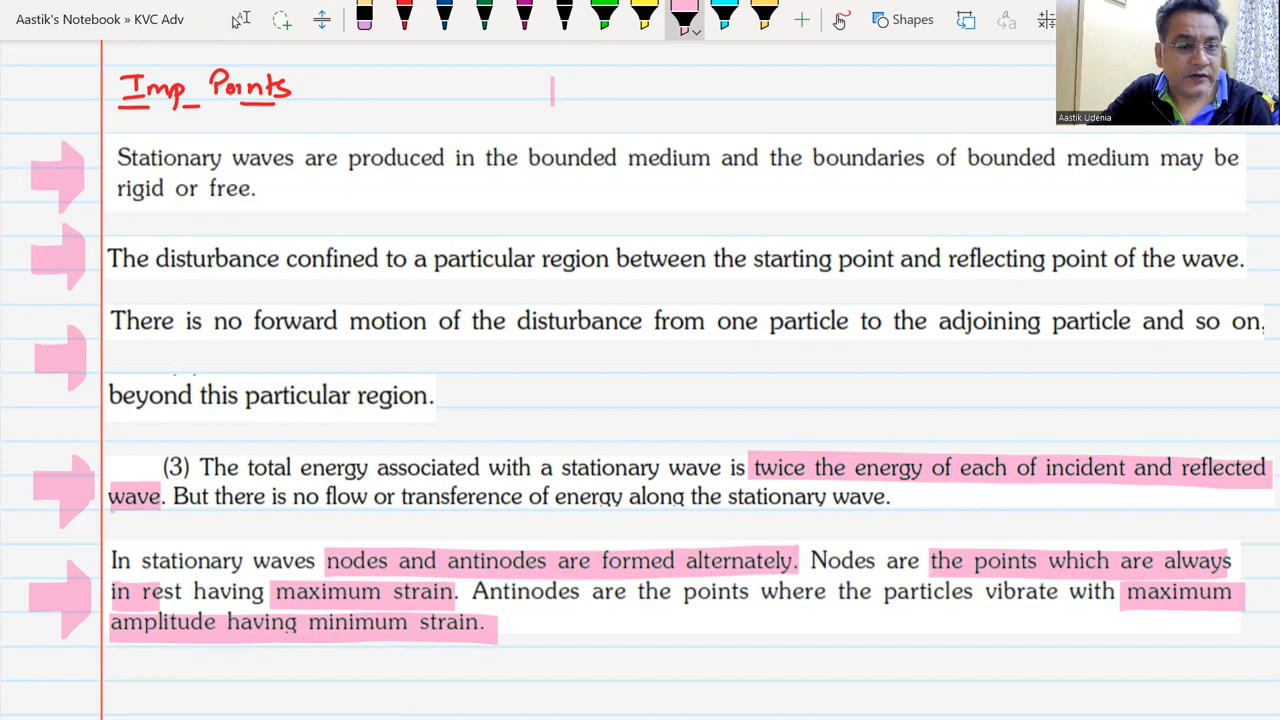 Aastik's Notebook » KVC Adv
Shapes
Aastik Udenia
Imp Points
Stationary waves are produced in the bounded medium and the boundaries of bounded medium may be
rigid or free.
The disturbance confined to a particular region between the starting point and reflecting point of the wave.
There is no forward motion of the disturbance from one particle to the adjoining particle and so on,
beyond this particular region.
(3) The total energy associated with a stationary wave is twice the energy of each of incident and reflected
wave. But there is no flow or transference of energy along the stationary wave.
In stationary waves nodes and antinodes are formed alternately. Nodes are the points which are always
in rest having maximum strain. Antinodes are the points where the particles vibrate with maximum
amplitude having minimum strain.